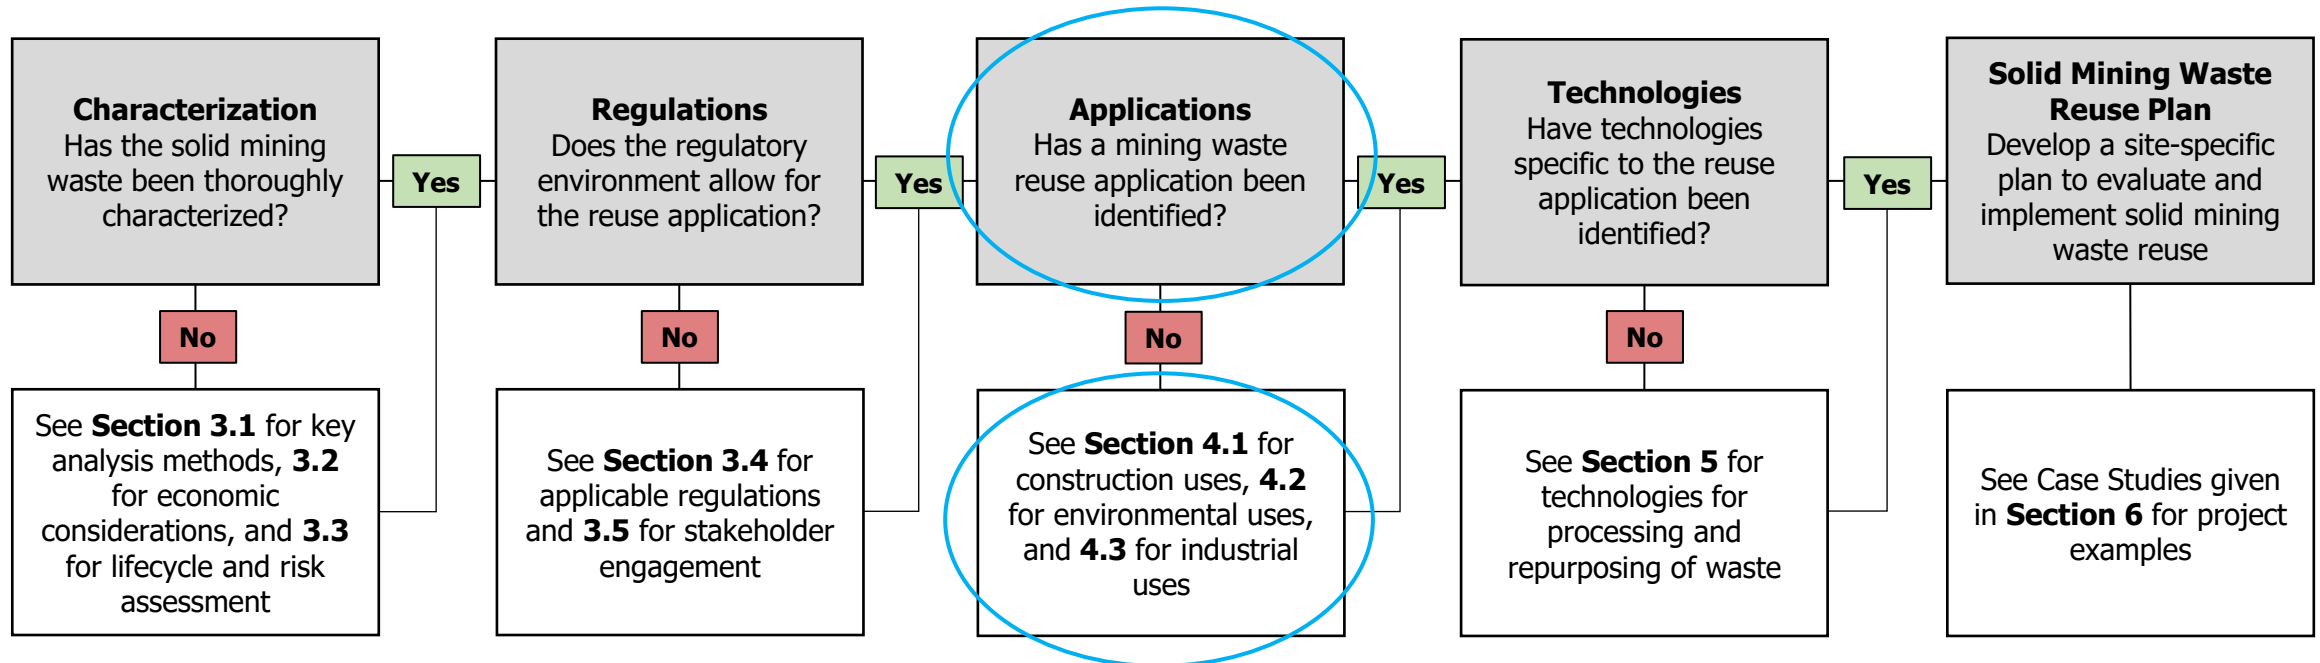 Characterization
Has the solid mining
waste been thoroughly
characterized?
Yes
Regulations
Does the regulatory
environment allow for
the reuse application?
Yes
Applications
Has a mining waste
reuse application been
identified?
Yes
Technologies
Have technologies
specific to the reuse
application been
identified?
Yes
Solid Mining Waste
Reuse Plan
Develop a site-specific
plan to evaluate and
implement solid mining
waste reuse
No
No
No
No
See Section 3.1 for key
analysis methods, 3.2
for economic
considerations, and 3.3
for lifecycle and risk
assessment
See Section 3.4 for
applicable regulations
and 3.5 for stakeholder
engagement
See Section 4.1 for
construction uses, 4.2
for environmental uses,
and 4.3 for industrial
uses
See Section 5 for
technologies for
processing and
repurposing of waste
See Case Studies given
in Section 6 for project
examples